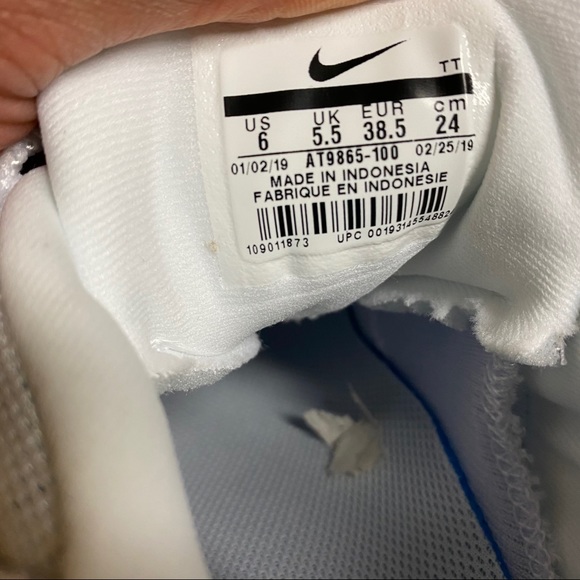 TT
US UK EUR cm
6 5.5 38.5 24
01/02/19 AT9865-100 02/25/19
MADE IN INDONESIA
FABRIQUE EN INDONESIE
109011873 UPC 0019314554882